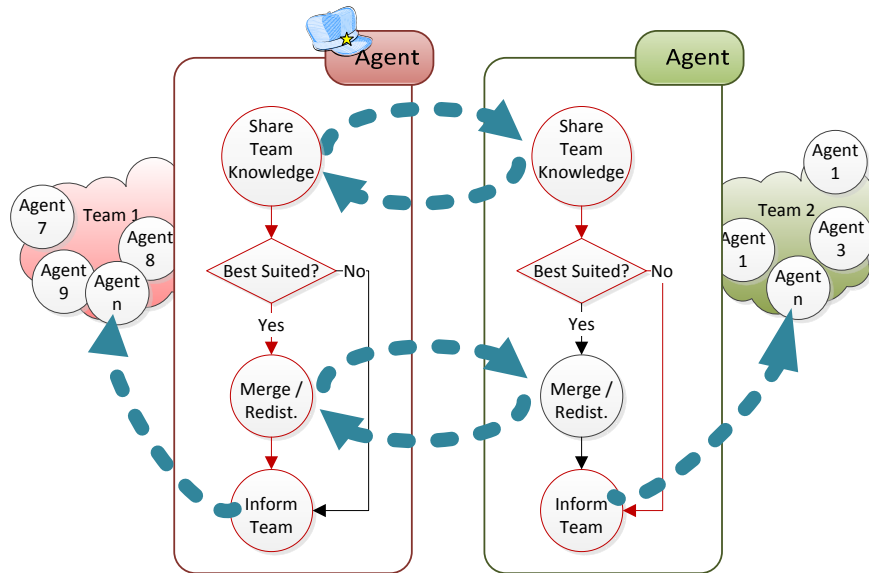 Agent
Agent
Share
Team
Knowledge
Share
Team
Knowledge
Team 1
Agent
7
Agent
8
Agent
9
Agent
n
Agent
1
Team 2
Agent
1
Agent
3
Agent
n
Best Suited?
No
Best Suited?
No
Yes
Yes
Merge /
Redist.
Merge /
Redist.
Inform
Team
Inform
Team